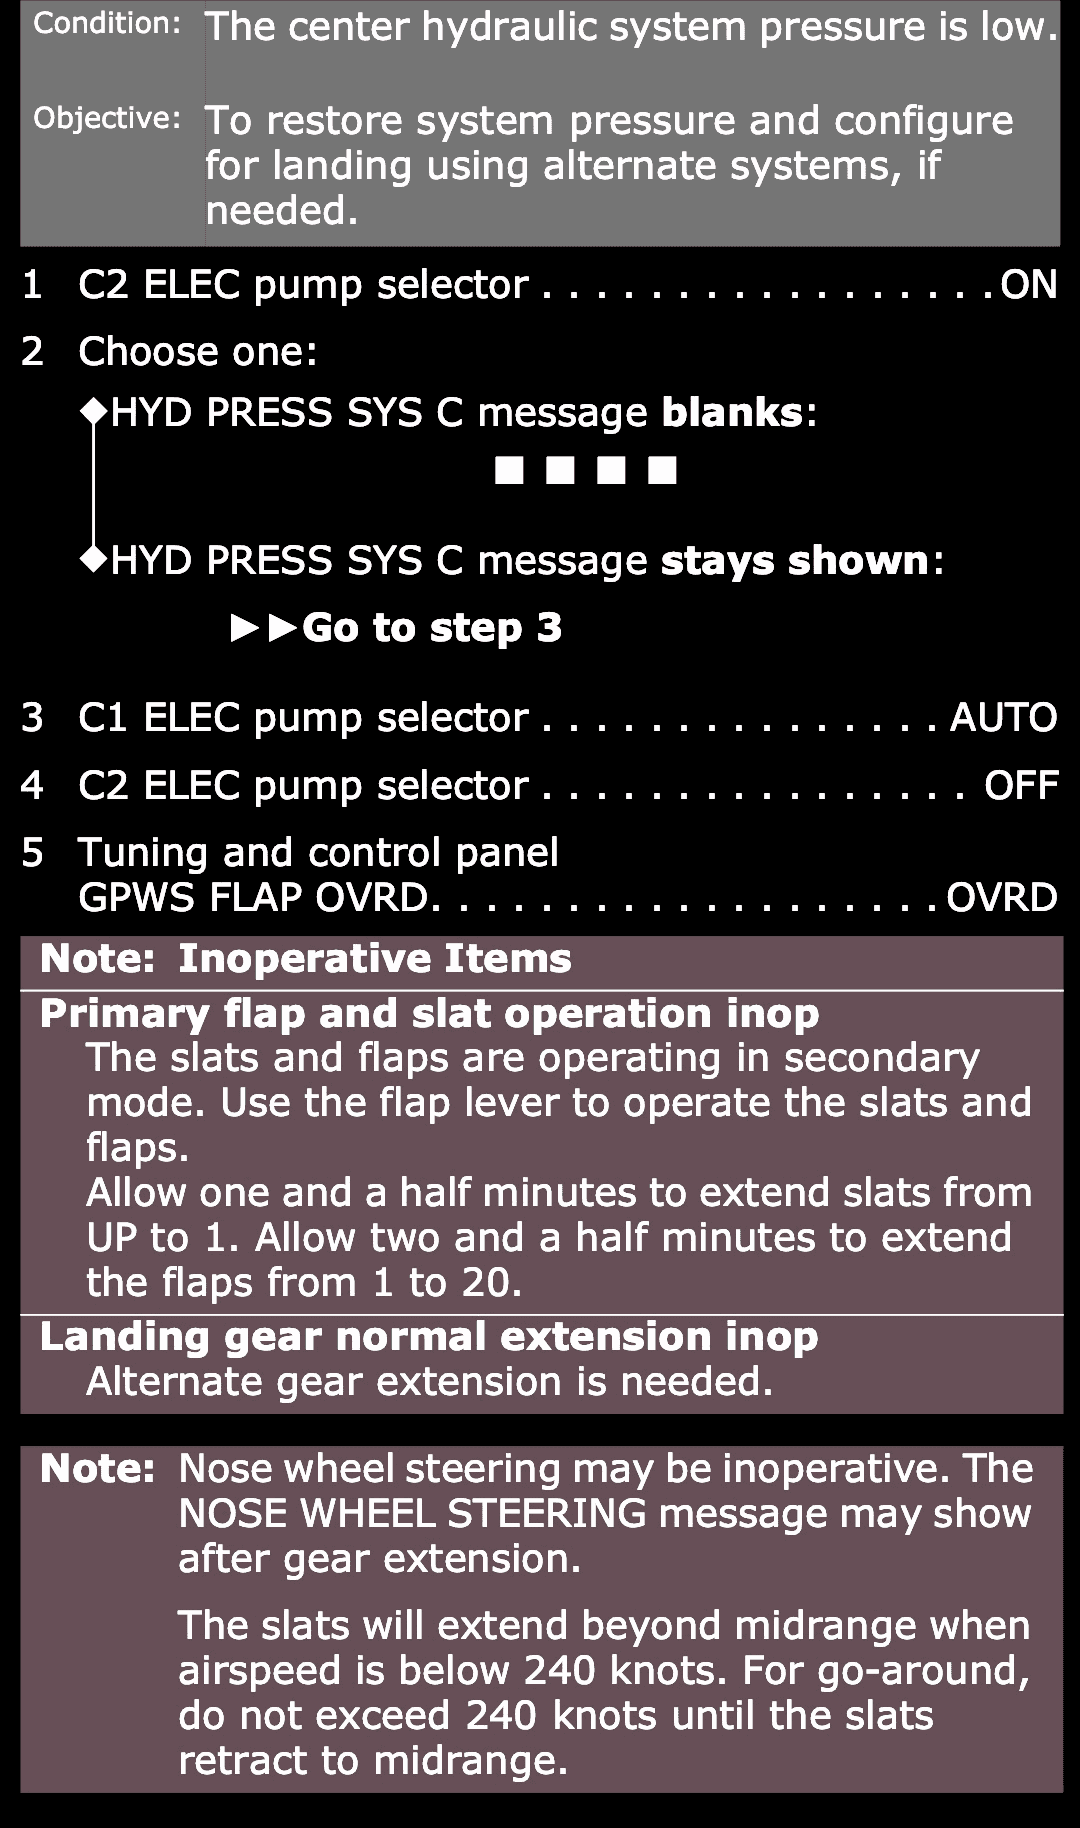 Condition: The center hydraulic system pressure is low.
Objective: To restore system pressure and configure
for landing using alternate systems, if
needed.
1 C2 ELEC pump selector . . . . . . . . . . . . . . . . . ON
2 Choose one:
◆HYD PRESS SYS C message blanks:
■ ■ ■ ■
◆HYD PRESS SYS C message stays shown:
►►Go to step 3
3 C1 ELEC pump selector . . . . . . . . . . . . . . . AUTO
4 C2 ELEC pump selector . . . . . . . . . . . . . . . . OFF
5 Tuning and control panel
GPWS FLAP OVRD. . . . . . . . . . . . . . . . . . . OVRD
Note: Inoperative Items
Primary flap and slat operation inop
The slats and flaps are operating in secondary
mode. Use the flap lever to operate the slats and
flaps.
Allow one and a half minutes to extend slats from
UP to 1. Allow two and a half minutes to extend
the flaps from 1 to 20.
Landing gear normal extension inop
Alternate gear extension is needed.
Note: Nose wheel steering may be inoperative. The
NOSE WHEEL STEERING message may show
after gear extension.
The slats will extend beyond midrange when
airspeed is below 240 knots. For go-around,
do not exceed 240 knots until the slats
retract to midrange.